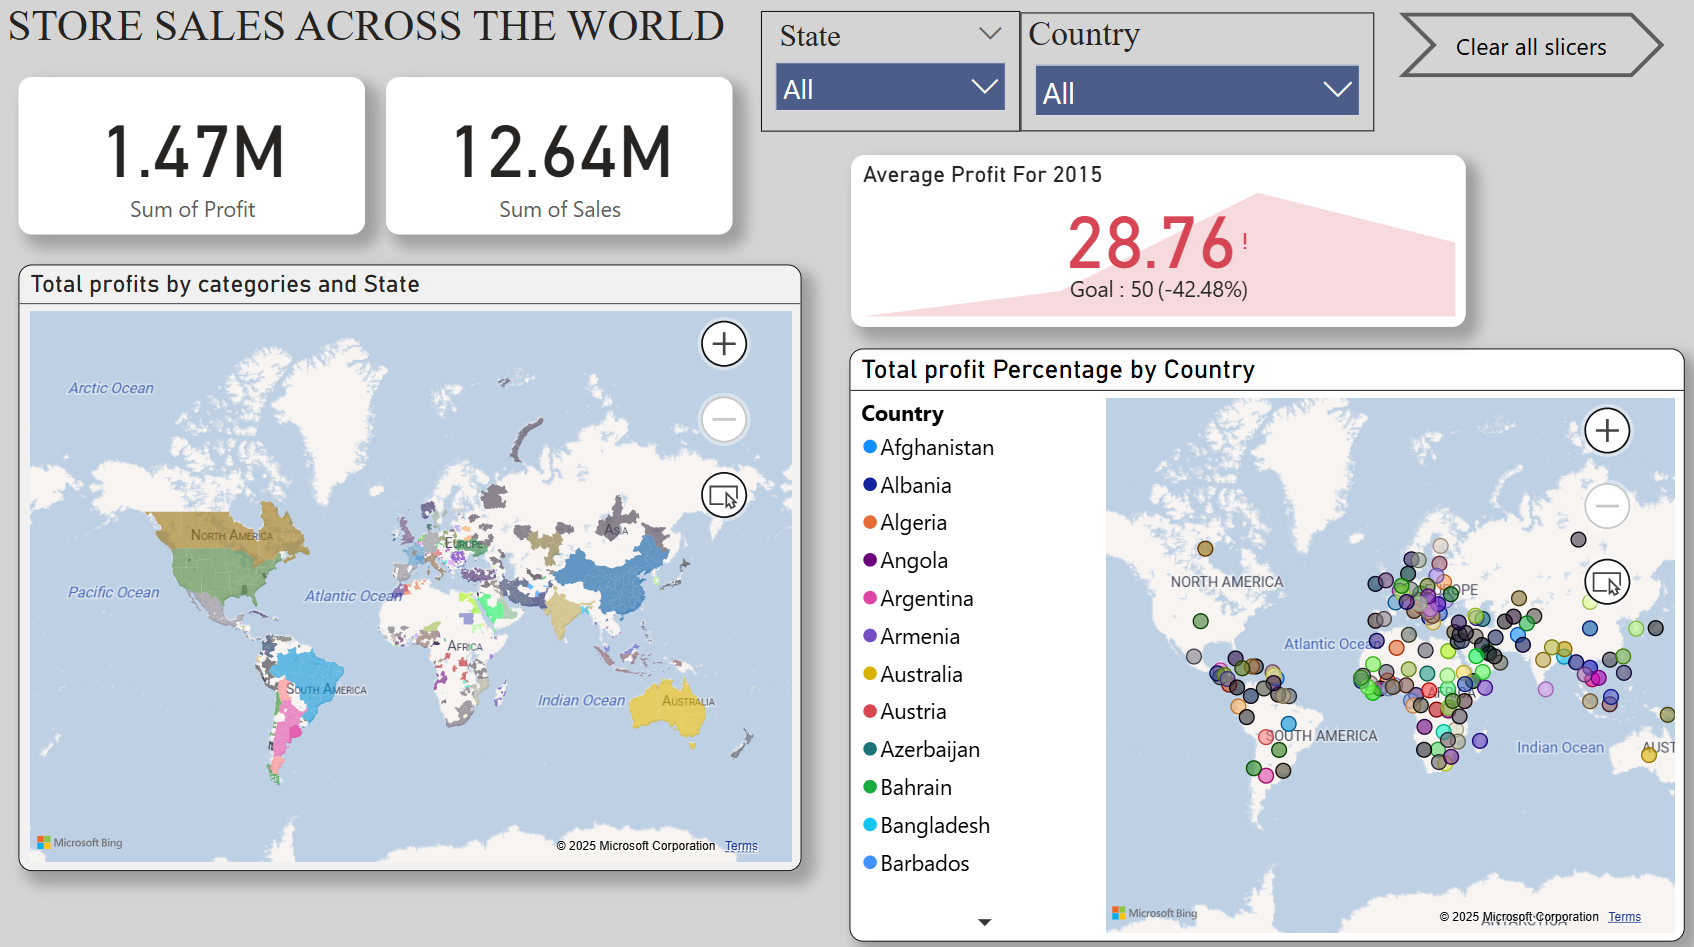 STORE SALES ACROSS THE WORLD
State
All
Country
All
Clear all slicers
1.47M
Sum of Profit
12.64M
Sum of Sales
Average Profit For 2015
28.76!
Goal : 50 (-42.48%)
Total profits by categories and State
Arctic Ocean
NORTH AMERICA
EUROPE
ASIA
Pacific Ocean
Atlantic Ocean
AFRICA
SOUTH AMERICA
Indian Ocean
AUSTRALIA
Microsoft Bing
© 2025 Microsoft Corporation Terms
Total profit Percentage by Country
Country
Afghanistan
Albania
Algeria
Angola
Argentina
Armenia
Australia
Austria
Azerbaijan
Bahrain
Bangladesh
Barbados
NORTH AMERICA
OPE
Atlantic Ocean
SOUTH AMERICA
Indian Ocean
AUST
Microsoft Bing
© 2025 Microsoft Corporation Terms
ANTARCTICA